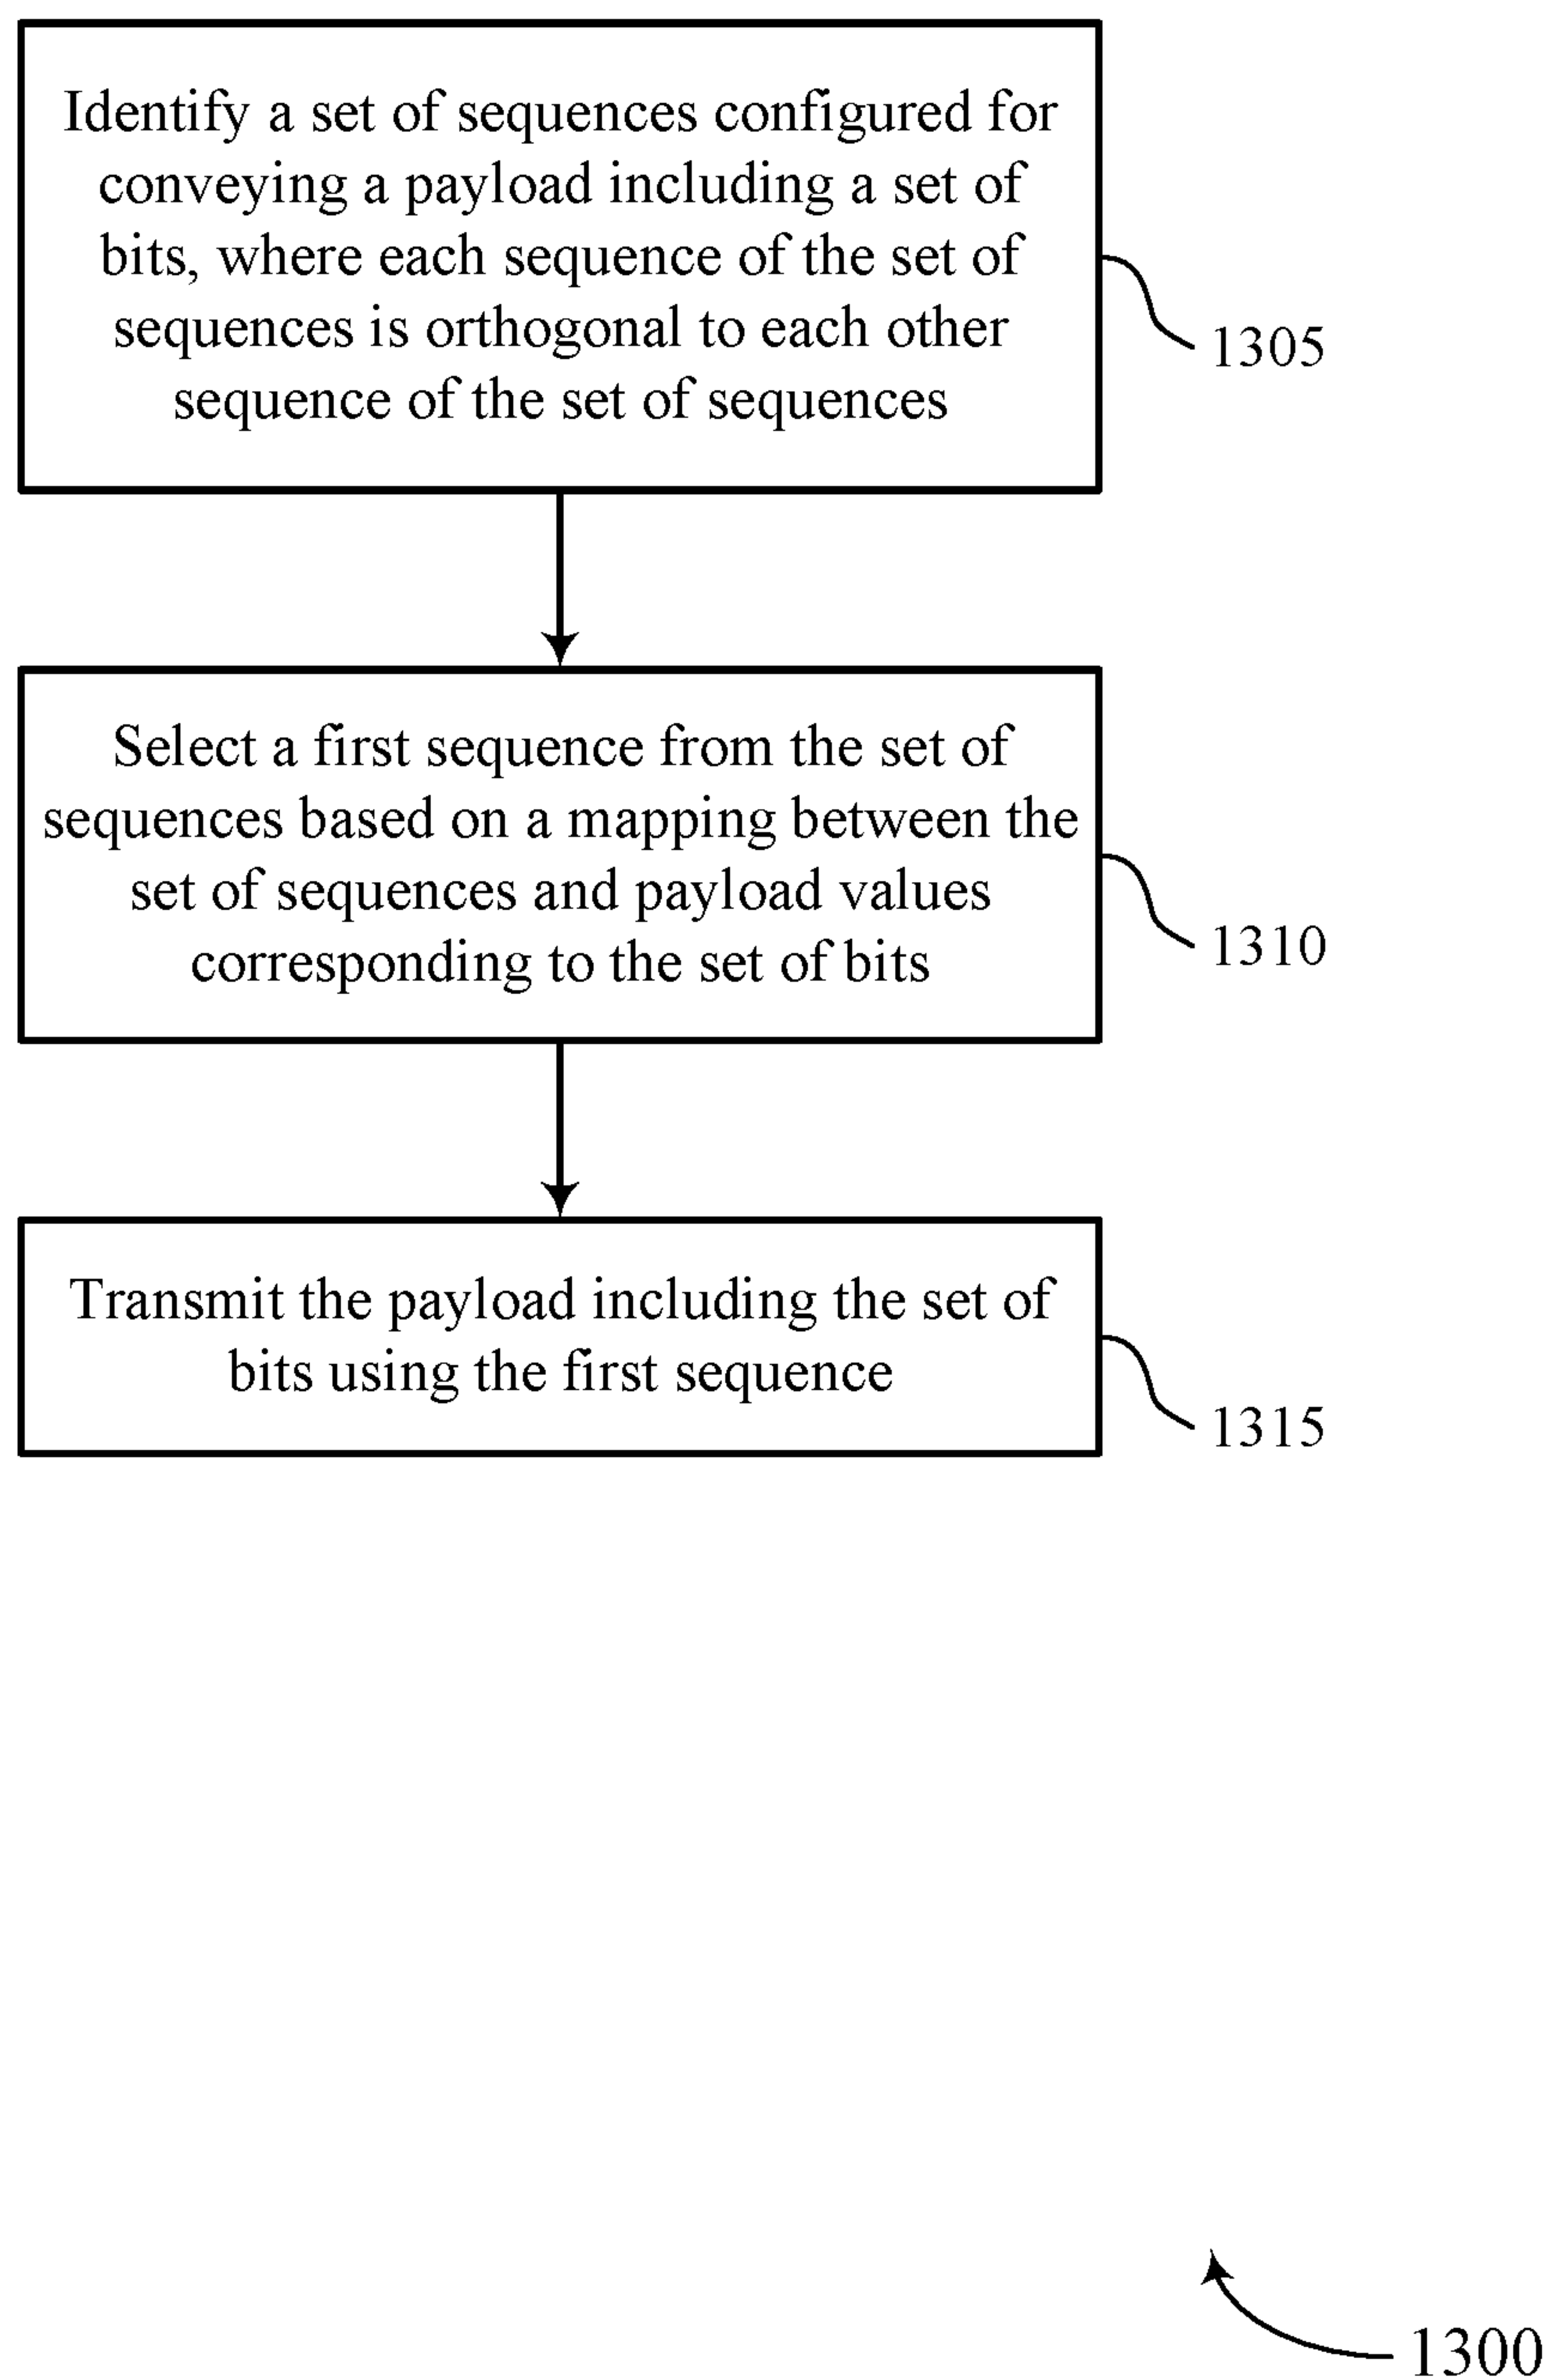 Identify a set of sequences configured for
conveying a payload including a set of
bits, where each sequence of the set of
sequences is orthogonal to each other
sequence of the set of sequences
1305
Select a first sequence from the set of
sequences based on a mapping between the
set of sequences and payload values
corresponding to the set of bits
1310
Transmit the payload including the set of
bits using the first sequence
1315
1300